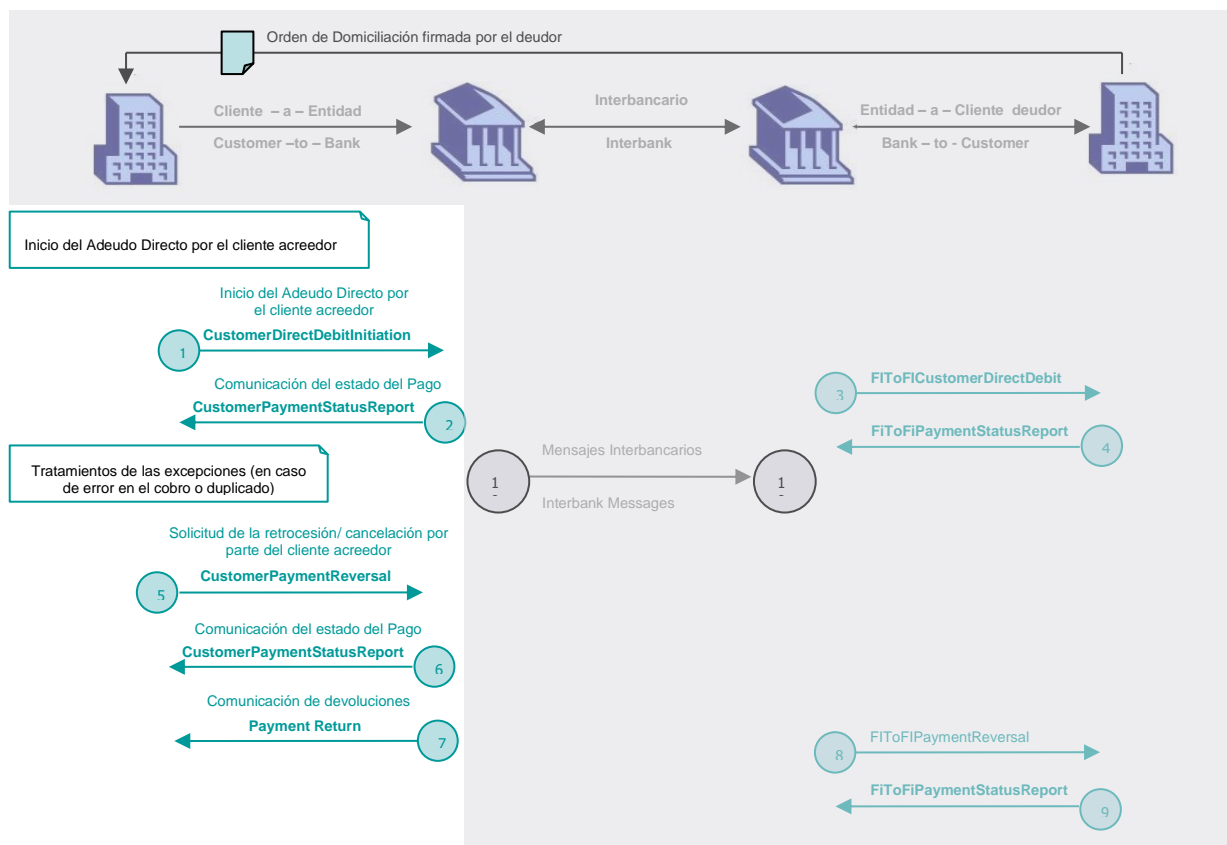 Orden de Domiciliación firmada por el deudor
Cliente – a – Entidad
Customer –to – Bank
Interbancario
Interbank
Entidad – a – Cliente deudor
Bank – to - Customer
Inicio del Adeudo Directo por el cliente acreedor
Inicio del Adeudo Directo por
el cliente acreedor
CustomerDirectDebitInitiation
1
Comunicación del estado del Pago
CustomerPaymentStatusReport
2
FIToFICustomerDirectDebit
3
FiToFiPaymentStatusReport
4
Tratamientos de las excepciones (en caso
de error en el cobro o duplicado)
Mensajes Interbancarios
1
1
Interbank Messages
Solicitud de la retrocesión/ cancelación por
parte del cliente acreedor
CustomerPaymentReversal
5
Comunicación del estado del Pago
CustomerPaymentStatusReport
6
Comunicación de devoluciones
Payment Return
7
FIToFIPaymentReversal
8
FiToFiPaymentStatusReport
9